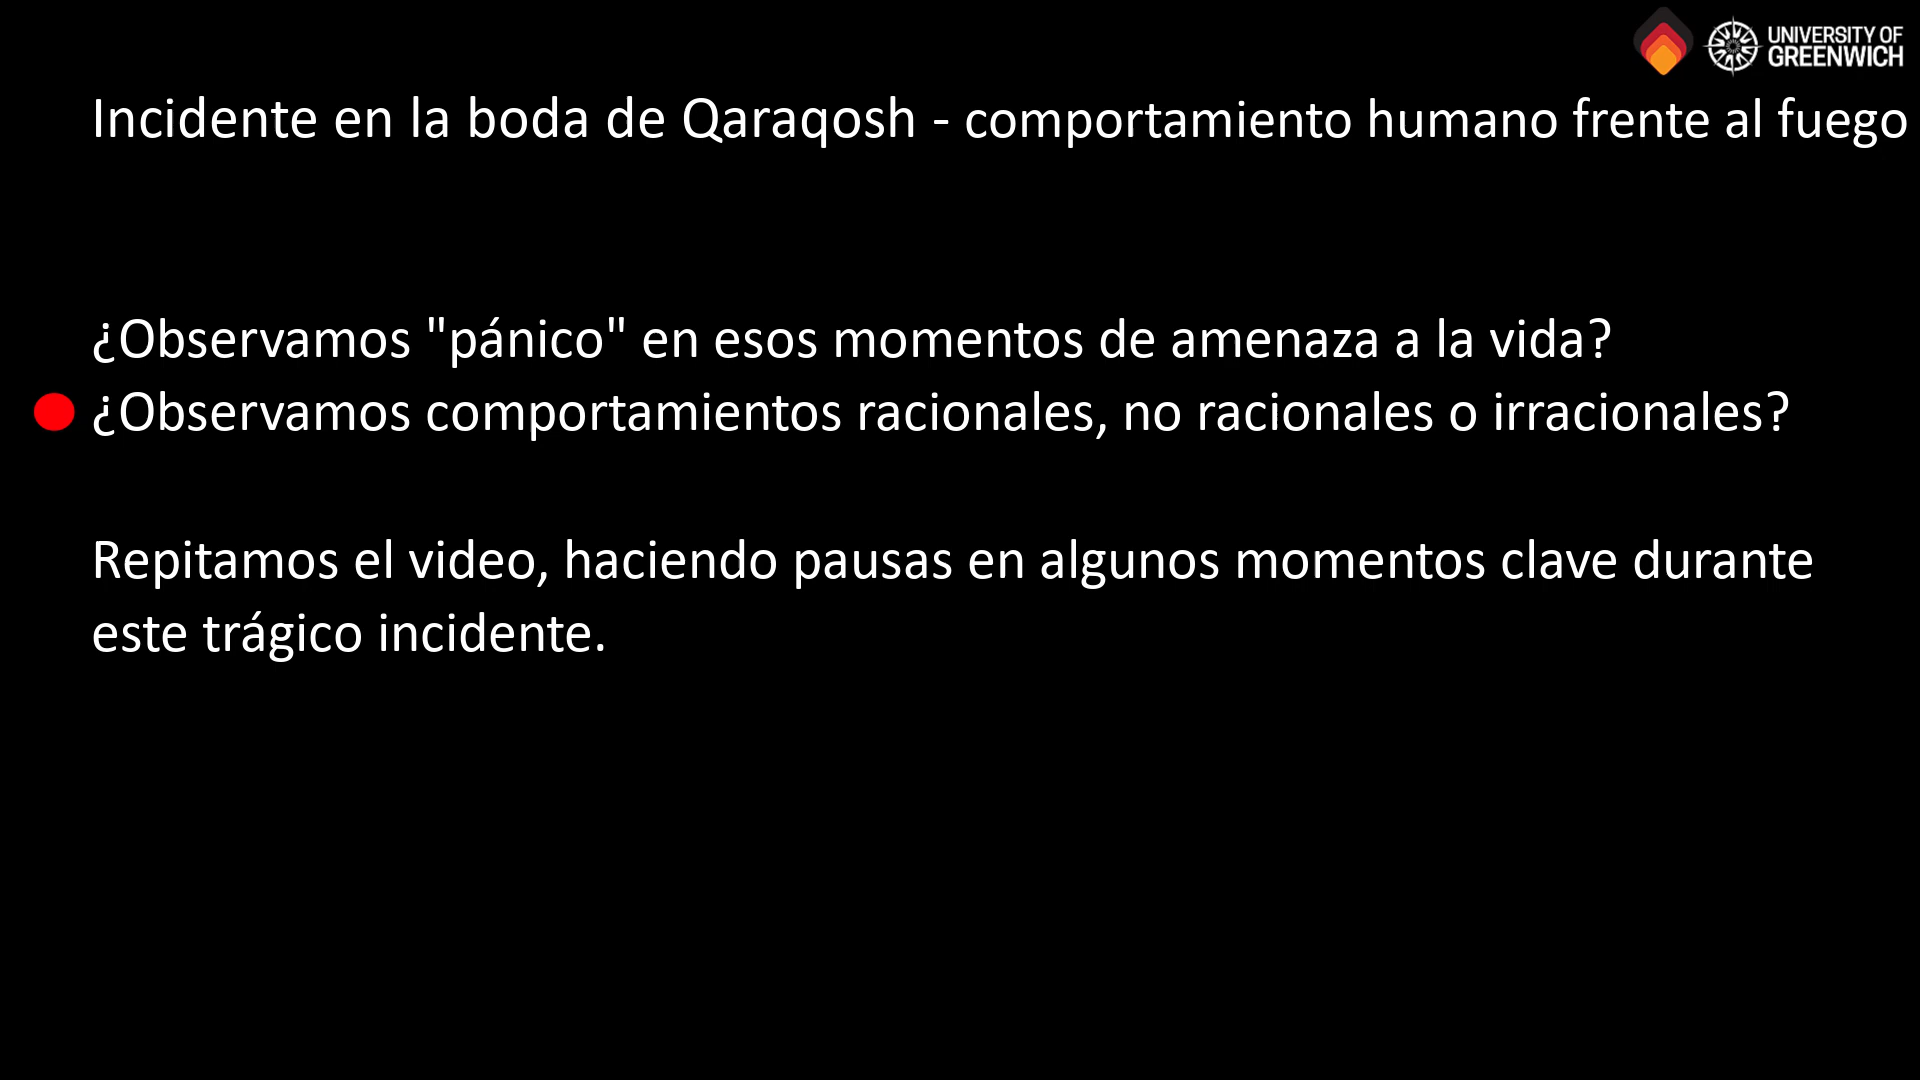 UNIVERSITY OF
GREENWICH
Incidente en la boda de Qaraqosh - comportamiento humano frente al fuego
¿Observamos "pánico" en esos momentos de amenaza a la vida?
¿Observamos comportamientos racionales, no racionales o irracionales?
Repitamos el video, haciendo pausas en algunos momentos clave durante
este trágico incidente.